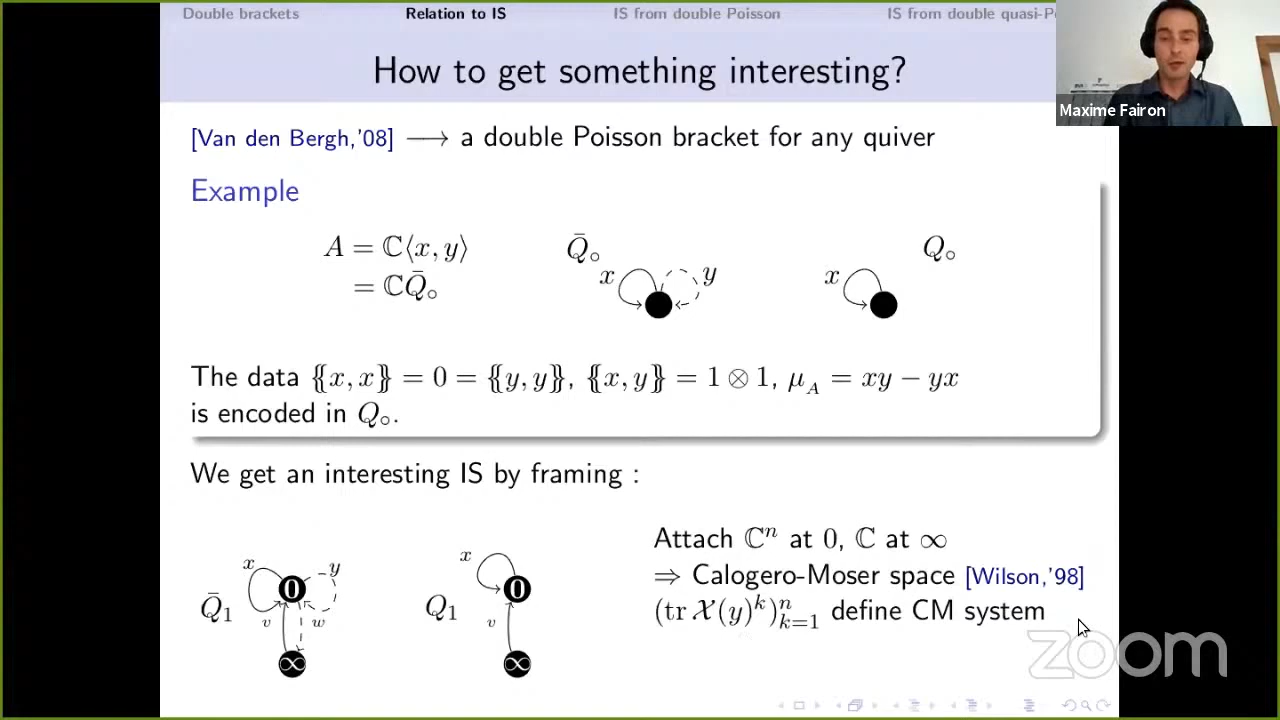 Double brackets Relation to IS IS from double Poisson IS from double quasi-Po
How to get something interesting?
Maxime Fairon
[Van den Bergh,'08] ⟶ a double Poisson bracket for any quiver
Example
A = ℂ⟨x, y⟩
= ℂQ̄∘
Q̄∘
x y
Q∘
x
The data {{x, x}} = 0 = {{y, y}}, {{x, y}} = 1 ⊗ 1, μ_A = xy − yx
is encoded in Q∘.
We get an interesting IS by framing :
Q̄₁
x 0 y
v w
∞
Q₁
x 0
v
∞
Attach ℂⁿ at 0, ℂ at ∞
⇒ Calogero-Moser space [Wilson,'98]
(tr 𝒳(y)ᵏ)ⁿₖ₌₁ define CM system
zoom